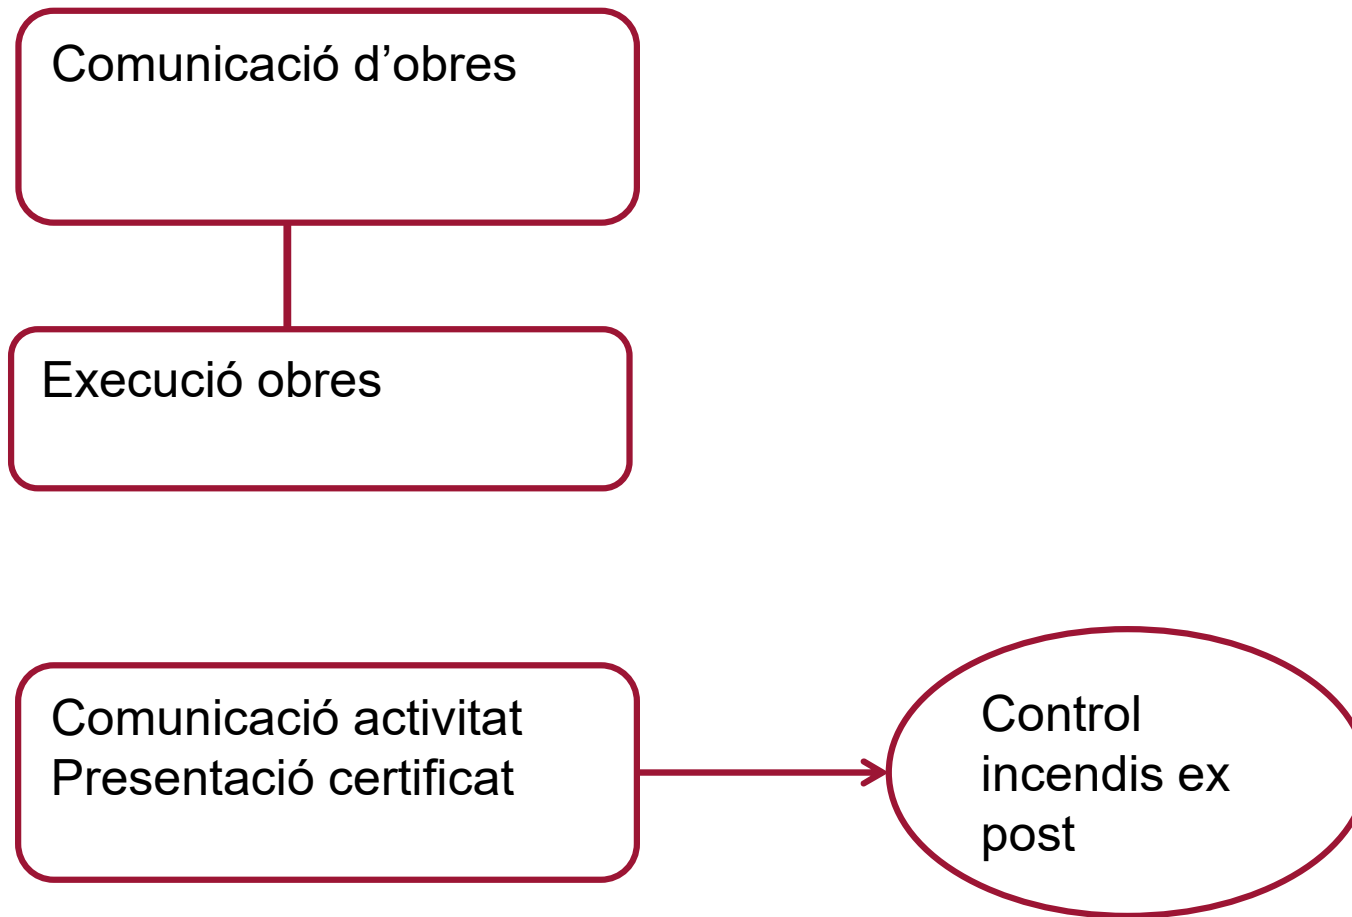 Comunicació d’obres
Execució obres
Comunicació activitat
Presentació certificat
Control
incendis ex
post